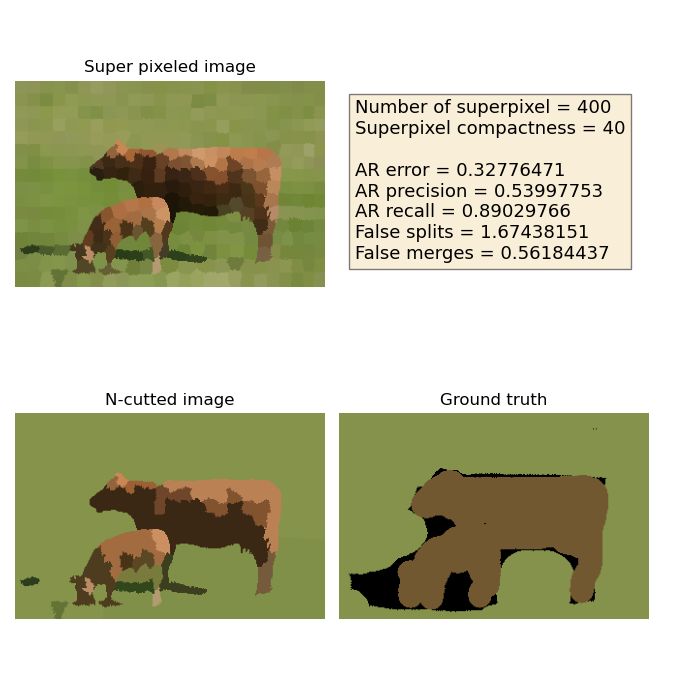 Super pixeled image
Number of superpixel = 400
Superpixel compactness = 40
AR error = 0.32776471
AR precision = 0.53997753
AR recall = 0.89029766
False splits = 1.67438151
False merges = 0.56184437
N-cutted image
Ground truth